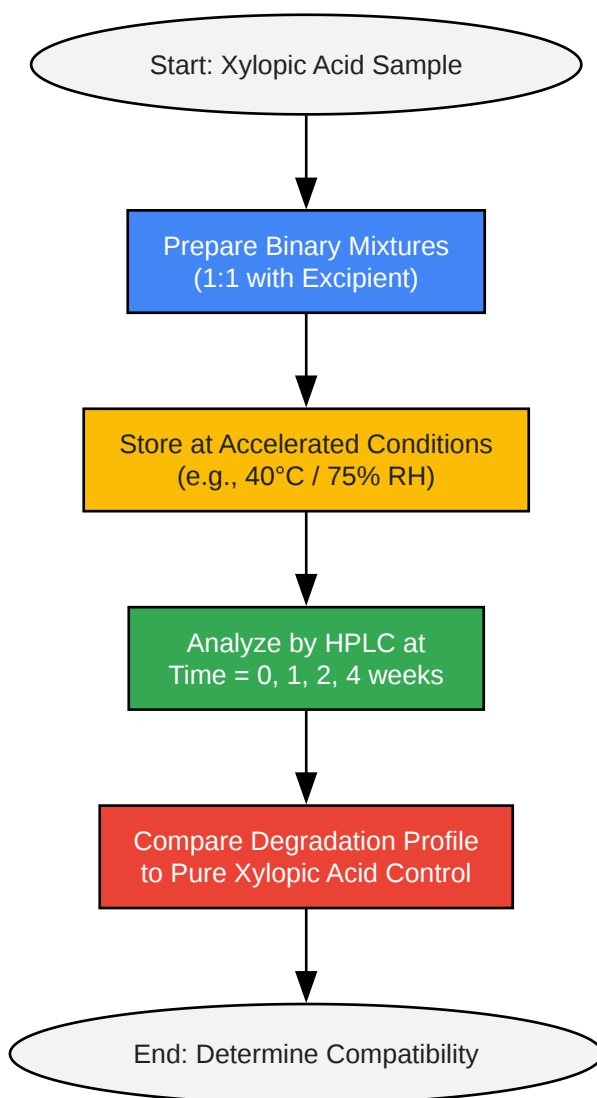 Start: Xylopic Acid Sample
Prepare Binary Mixtures
(1:1 with Excipient)
Store at Accelerated Conditions
(e.g., 40°C / 75% RH)
Analyze by HPLC at
Time = 0, 1, 2, 4 weeks
Compare Degradation Profile
to Pure Xylopic Acid Control
End: Determine Compatibility